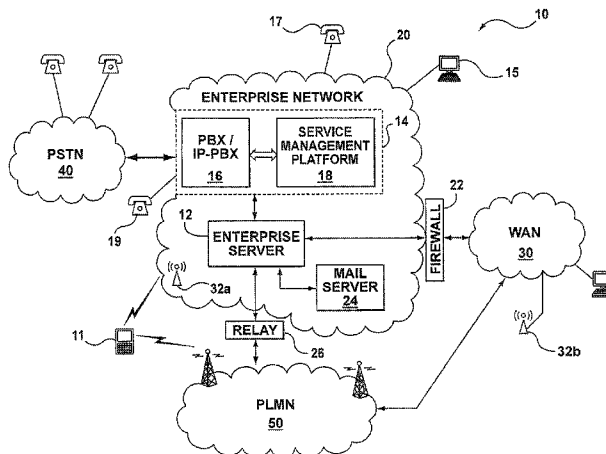 10
17
20
15
ENTERPRISE NETWORK
14
PBX /
IP-PBX
16
SERVICE
MANAGEMENT
PLATFORM
18
PSTN
40
19
12
ENTERPRISE
SERVER
22
FIREWALL
WAN
30
MAIL
SERVER
24
32a
32b
11
RELAY
26
PLMN
50